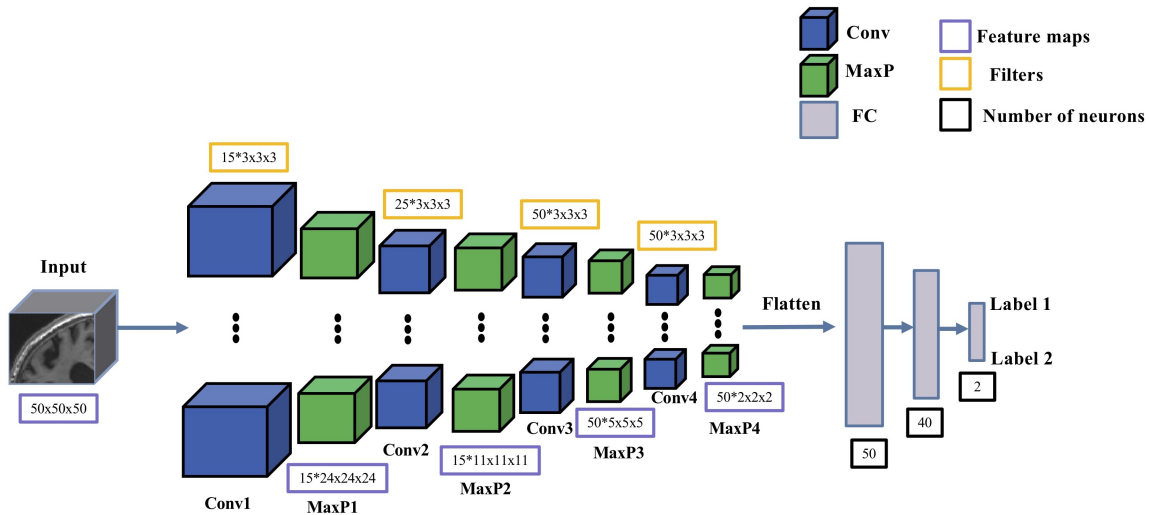 Conv
Feature maps
MaxP
Filters
FC
Number of neurons
15*3x3x3
25*3x3x3
50*3x3x3
50*3x3x3
Input
Flatten
Label 1
Label 2
50x50x50
2
Conv4
50*2x2x2
Conv3
50*5x5x5
MaxP4
40
Conv2
MaxP3
15*11x11x11
50
15*24x24x24
MaxP2
Conv1
MaxP1